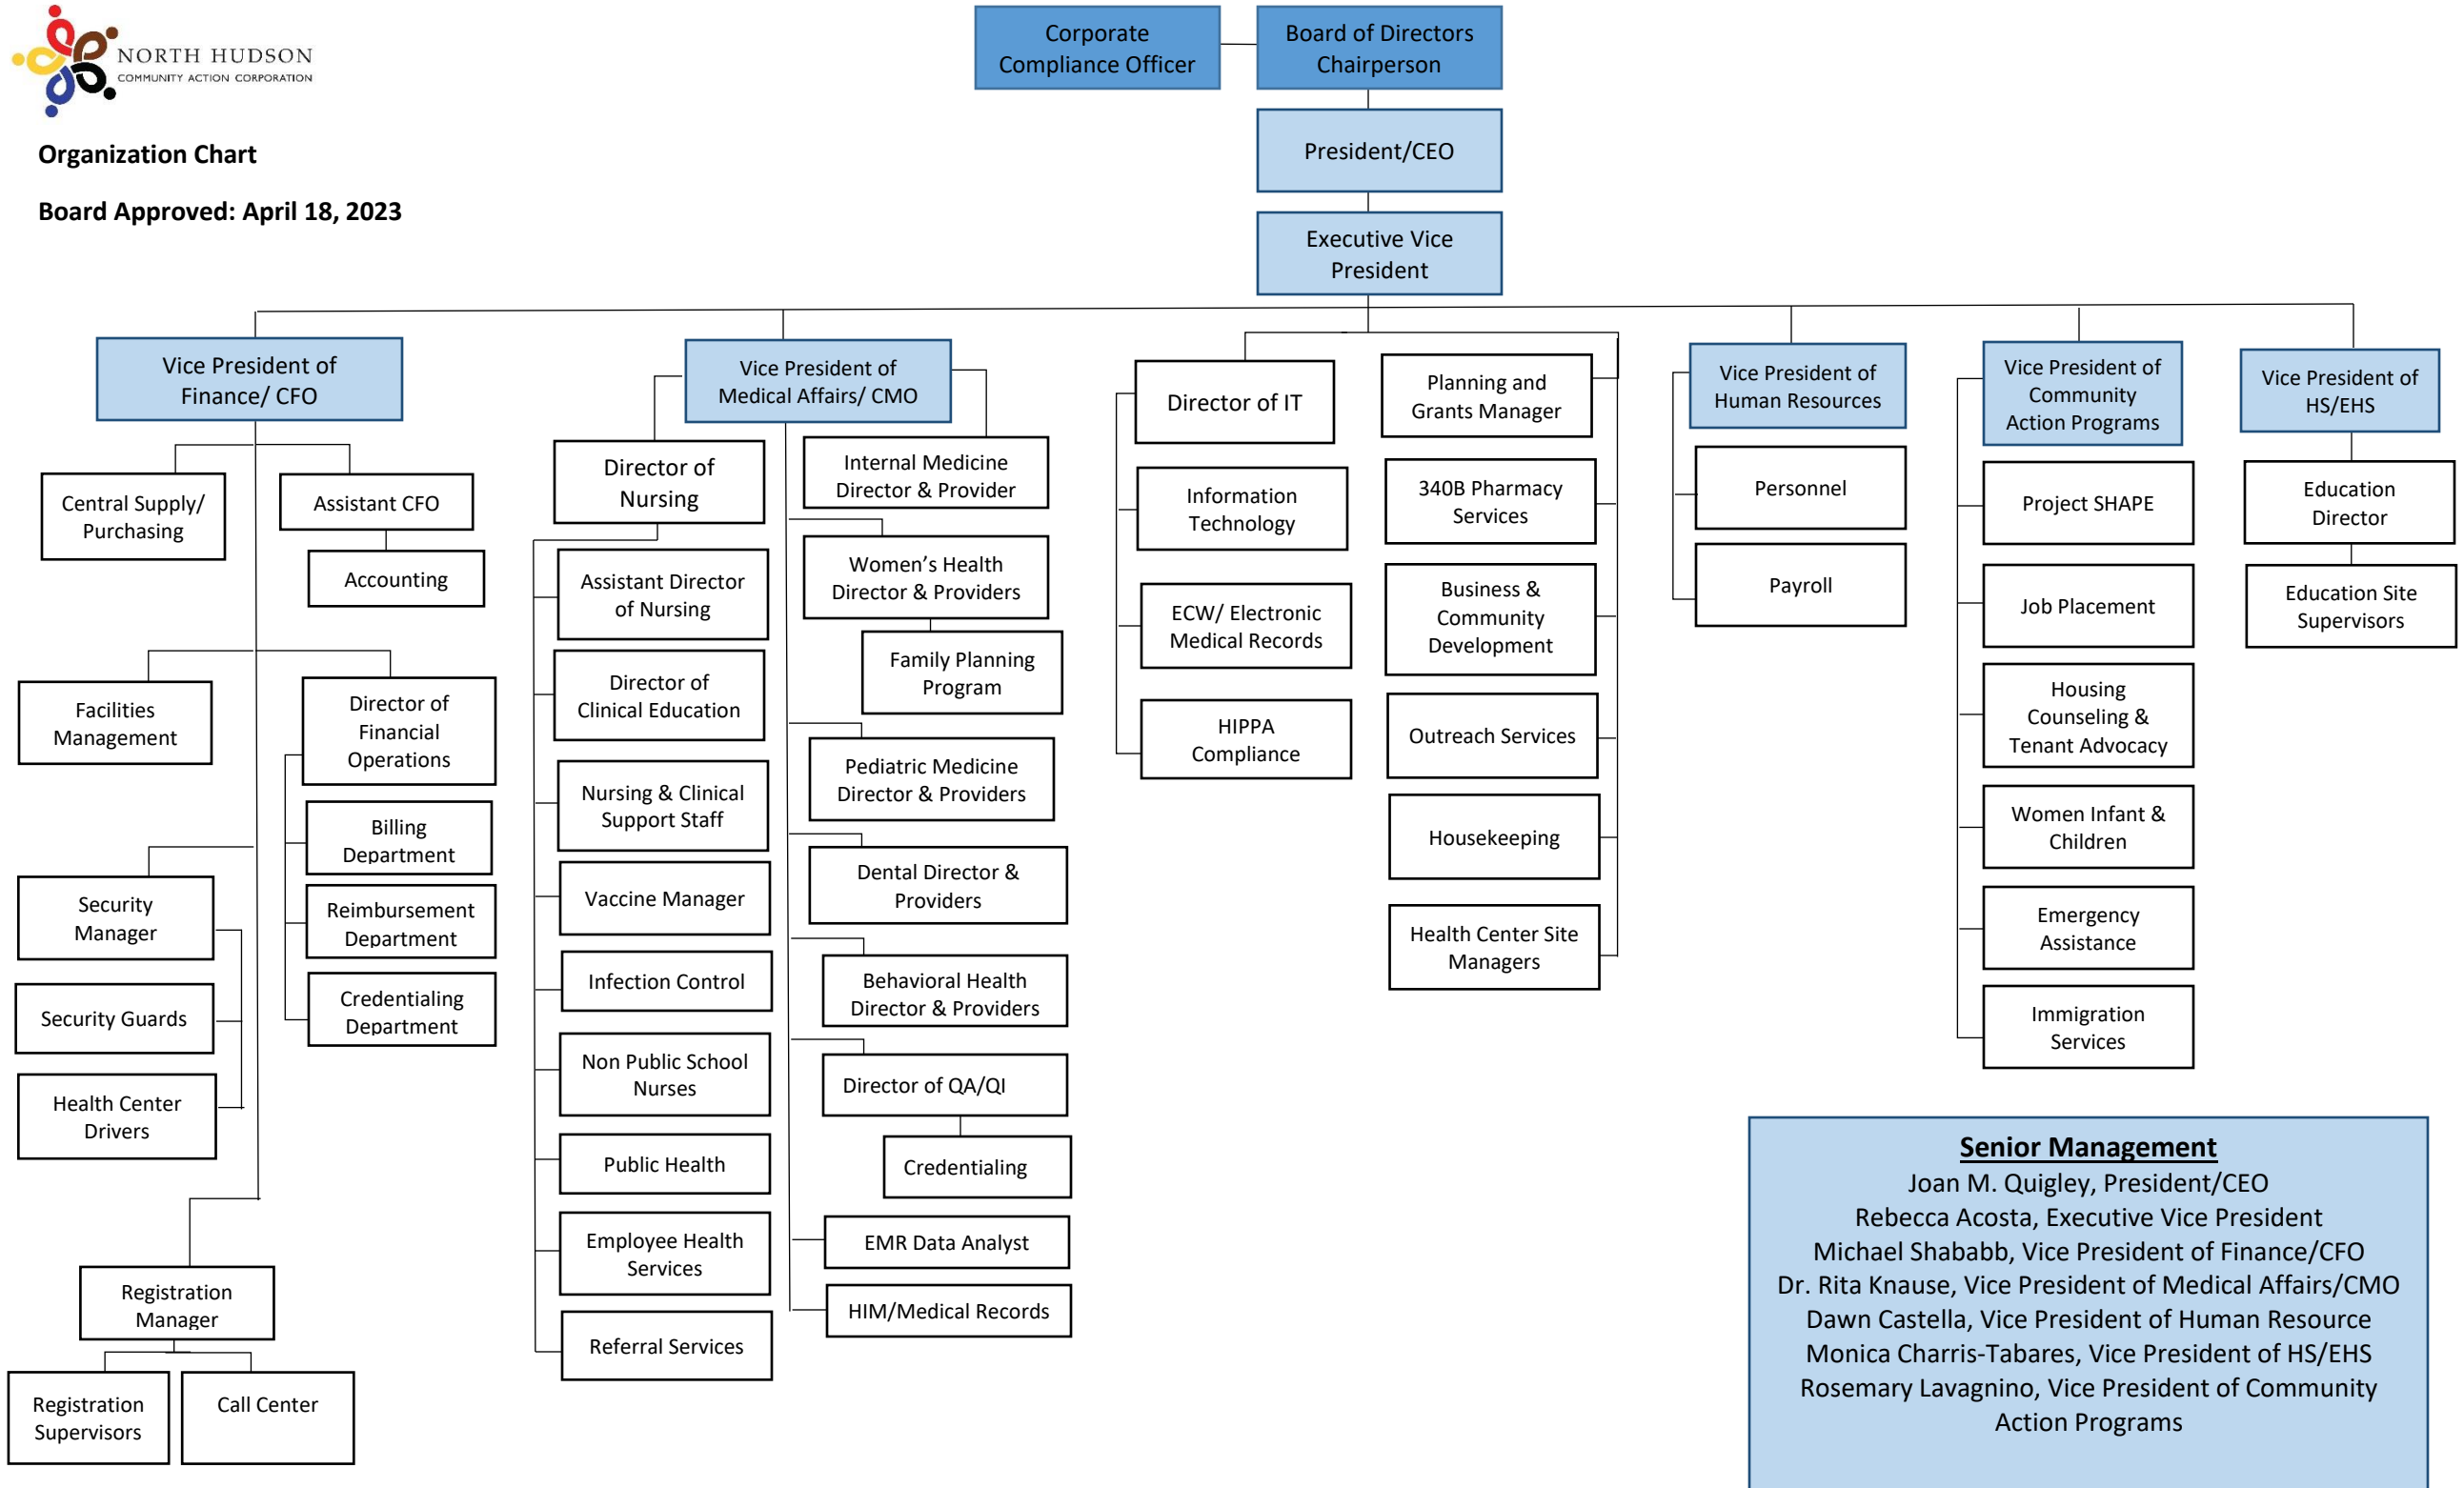 NORTH HUDSON
COMMUNITY ACTION CORPORATION
Organization Chart
Board Approved: April 18, 2023
Corporate
Compliance Officer
Board of Directors
Chairperson
President/CEO
Executive Vice
President
Vice President of
Finance/ CFO
Central Supply/
Purchasing
Assistant CFO
Accounting
Facilities
Management
Director of
Financial
Operations
Billing
Department
Reimbursement
Department
Credentialing
Department
Security
Manager
Security Guards
Health Center
Drivers
Registration
Manager
Registration
Supervisors
Call Center
Vice President of
Medical Affairs/ CMO
Director of
Nursing
Assistant Director
of Nursing
Director of
Clinical Education
Nursing & Clinical
Support Staff
Vaccine Manager
Infection Control
Non Public School
Nurses
Public Health
Employee Health
Services
Referral Services
Internal Medicine
Director & Provider
Women’s Health
Director & Providers
Family Planning
Program
Pediatric Medicine
Director & Providers
Dental Director &
Providers
Behavioral Health
Director & Providers
Director of QA/QI
Credentialing
EMR Data Analyst
HIM/Medical Records
Director of IT
Information
Technology
ECW/ Electronic
Medical Records
HIPPA
Compliance
Planning and
Grants Manager
340B Pharmacy
Services
Business &
Community
Development
Outreach Services
Housekeeping
Health Center Site
Managers
Vice President of
Human Resources
Personnel
Payroll
Vice President of
Community
Action Programs
Project SHAPE
Job Placement
Housing
Counseling &
Tenant Advocacy
Women Infant &
Children
Emergency
Assistance
Immigration
Services
Vice President of
HS/EHS
Education
Director
Education Site
Supervisors
Senior Management
Joan M. Quigley, President/CEO
Rebecca Acosta, Executive Vice President
Michael Shababb, Vice President of Finance/CFO
Dr. Rita Knause, Vice President of Medical Affairs/CMO
Dawn Castella, Vice President of Human Resource
Monica Charris-Tabares, Vice President of HS/EHS
Rosemary Lavagnino, Vice President of Community
Action Programs